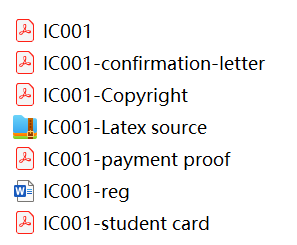 IC001
IC001-confirmation-letter
IC001-Copyright
IC001-Latex source
IC001-payment proof
IC001-reg
IC001-student card